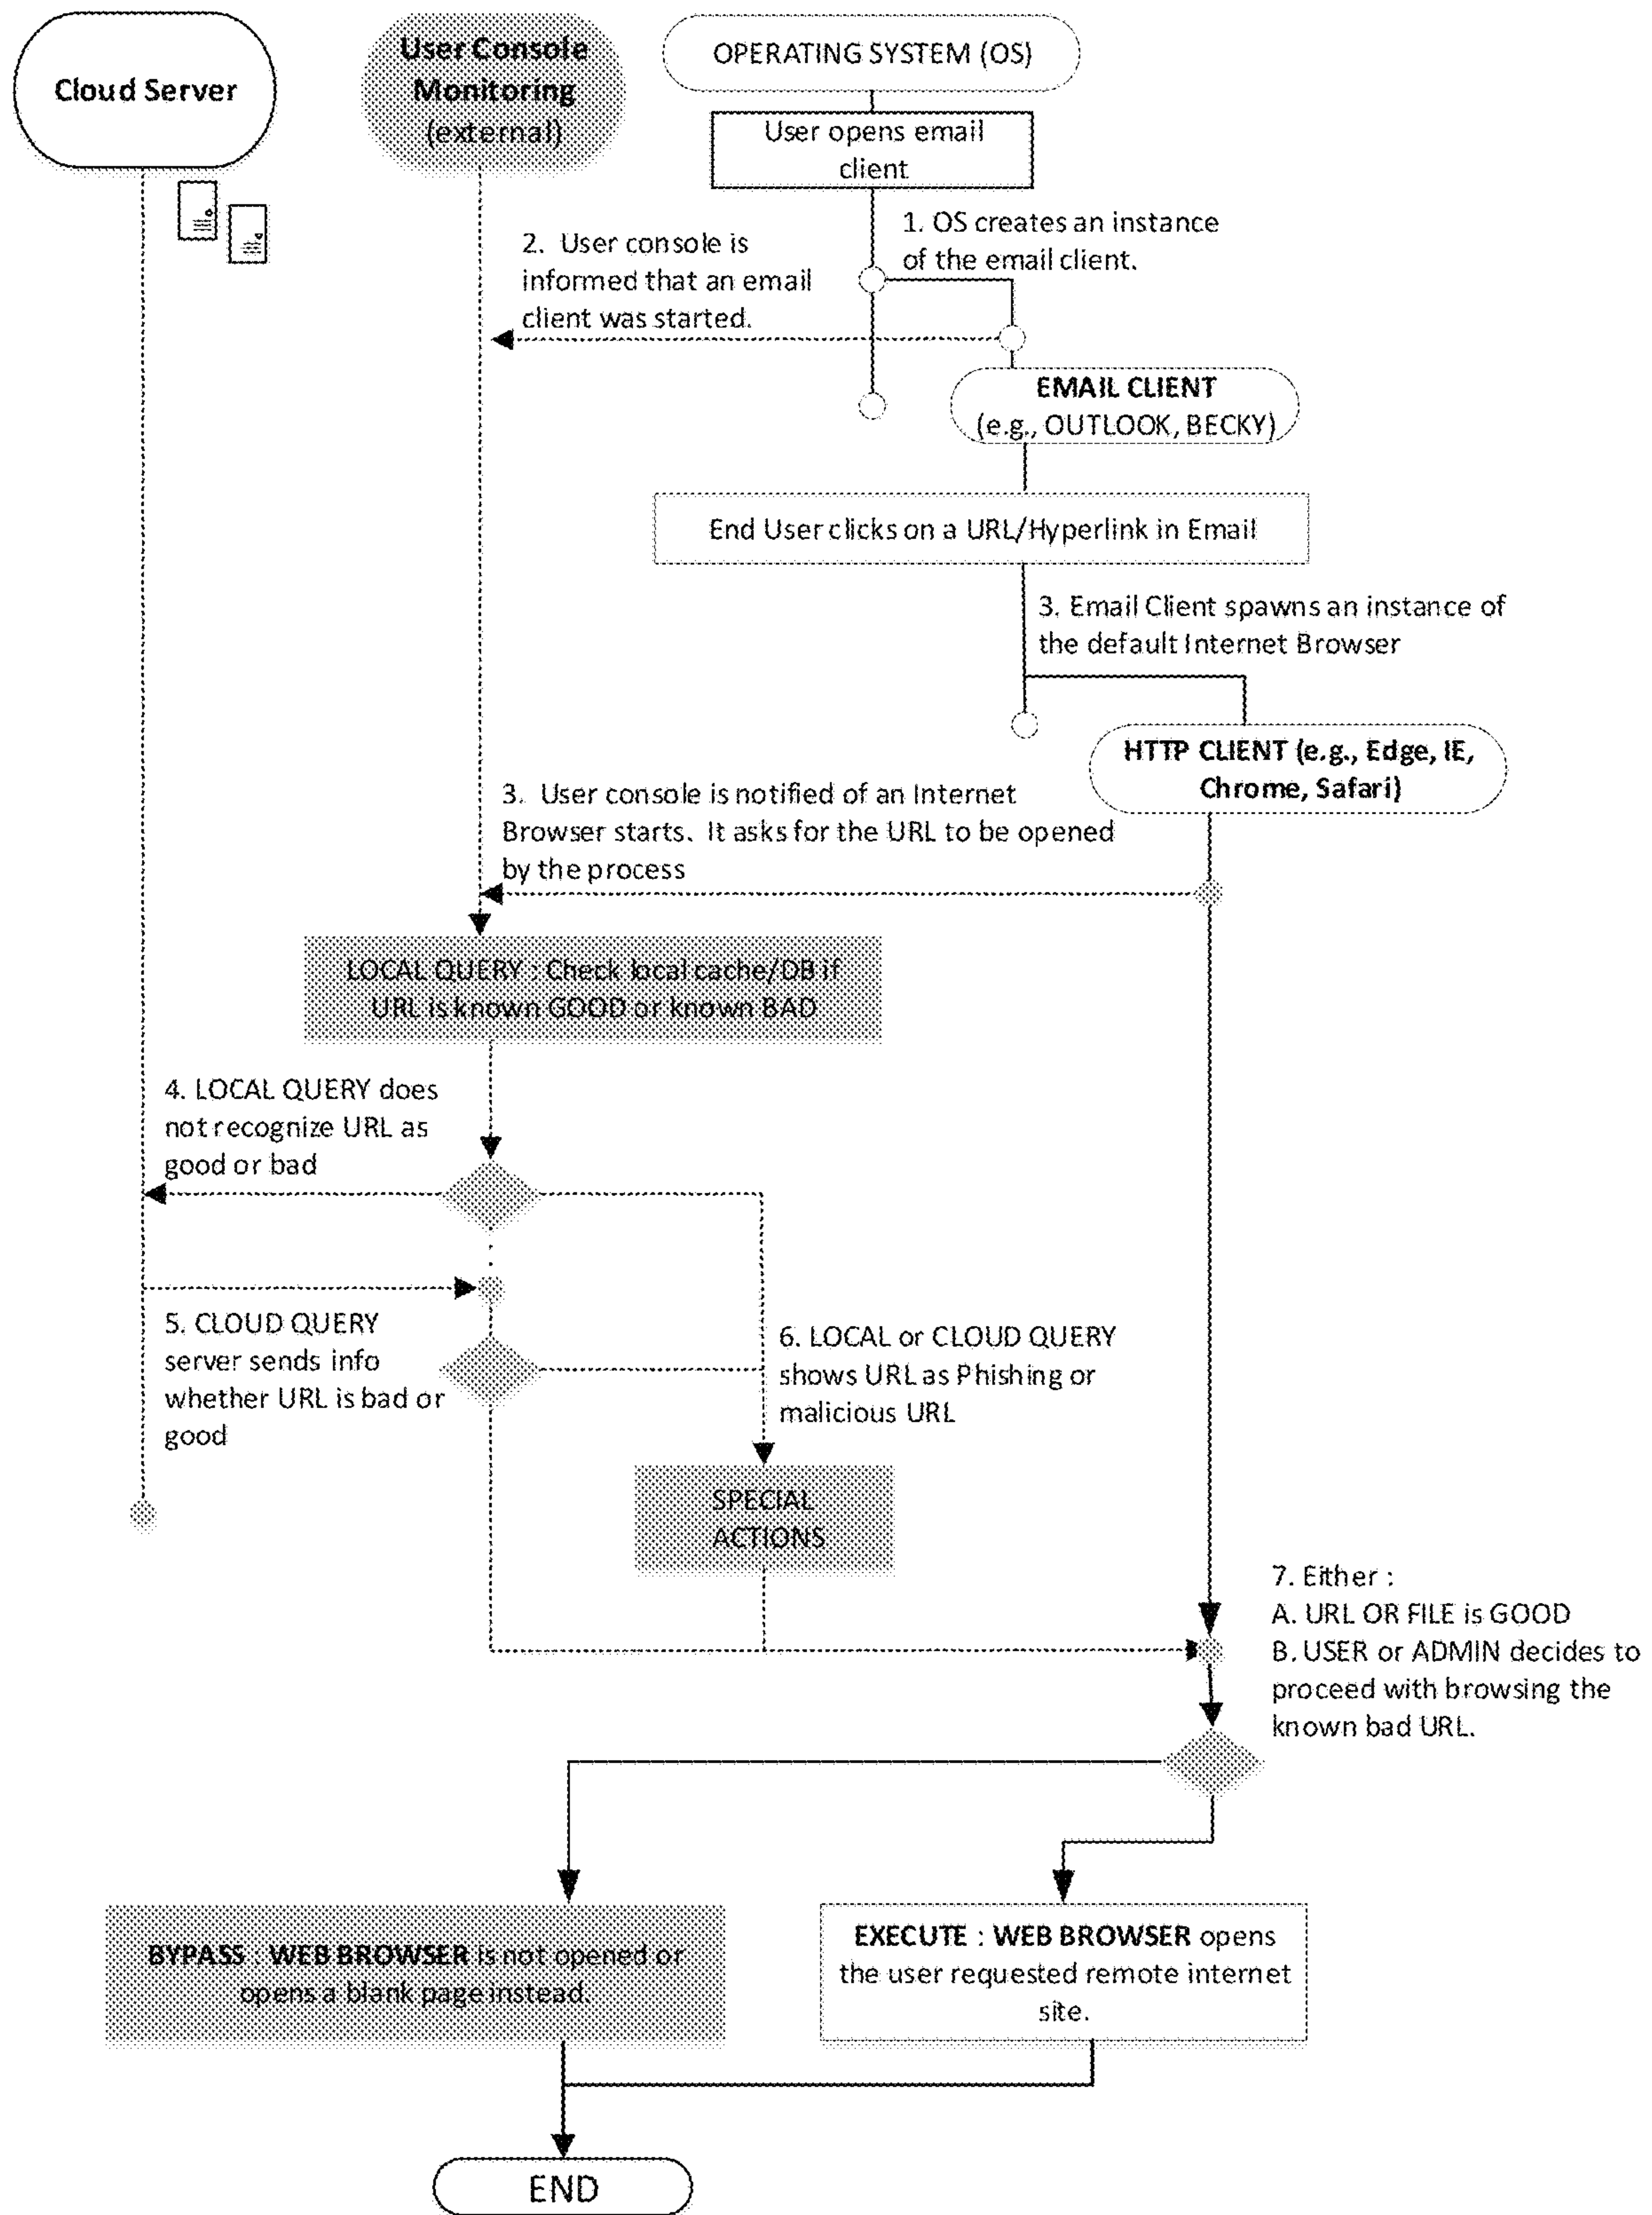 Cloud Server
User Console
Monitoring
(external)
OPERATING SYSTEM (OS)
User opens email
client
1. OS creates an instance
of the email client.
2. User console is
informed that an email
client was started.
EMAIL CLIENT
(e.g., OUTLOOK, BECKY)
End User clicks on a URL/Hyperlink in Email
3. Email Client spawns an instance of
the default Internet Browser
HTTP CLIENT (e.g., Edge, IE,
Chrome, Safari)
3. User console is notified of an Internet
Browser starts. It asks for the URL to be opened
by the process
LOCAL QUERY : Check local cache/DB if
URL is known GOOD or known BAD
4. LOCAL QUERY does
not recognize URL as
good or bad
5. CLOUD QUERY
server sends info
whether URL is bad or
good
6. LOCAL or CLOUD QUERY
shows URL as Phishing or
malicious URL
SPECIAL
ACTIONS
7. Either :
A. URL OR FILE is GOOD
B. USER or ADMIN decides to
proceed with browsing the
known bad URL.
BYPASS : WEB BROWSER is not opened or
opens a blank page instead.
EXECUTE : WEB BROWSER opens
the user requested remote internet
site.
END